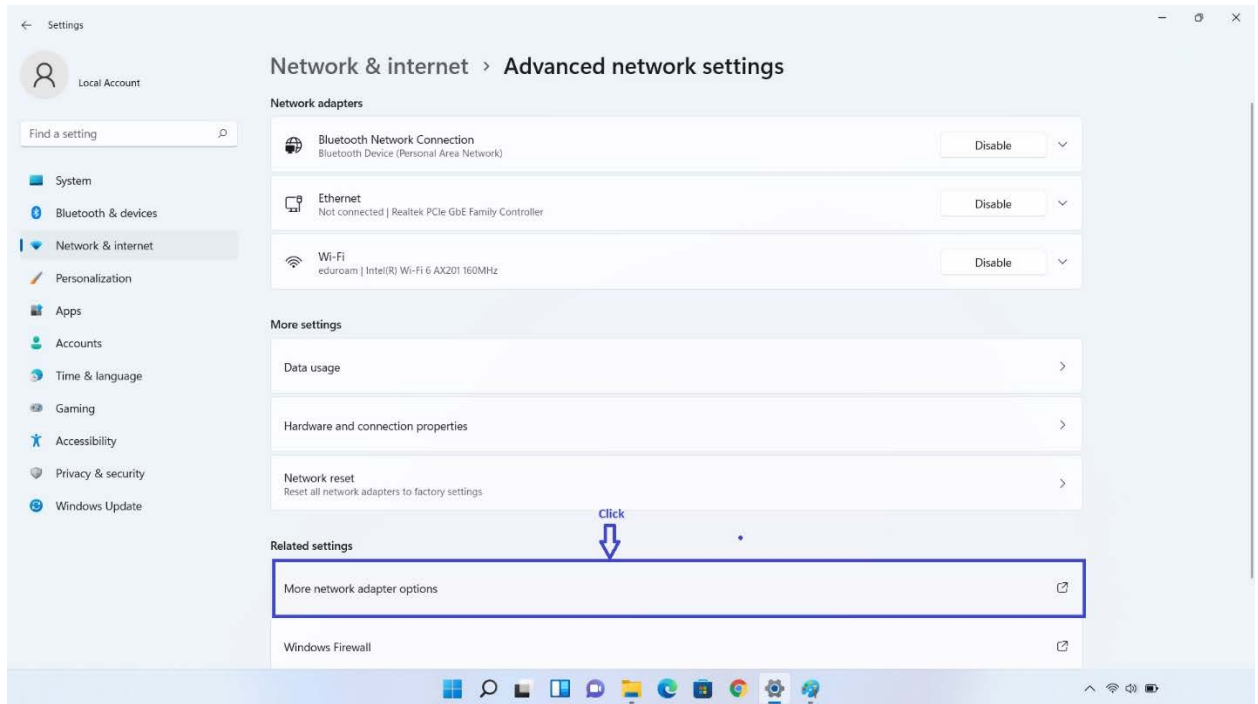 Settings
Local Account
Find a setting
System
Bluetooth & devices
Network & internet
Personalization
Apps
Accounts
Time & language
Gaming
Accessibility
Privacy & security
Windows Update
Network & internet > Advanced network settings
Network adapters
Bluetooth Network Connection
Bluetooth Device (Personal Area Network)
Disable
Ethernet
Not connected | Realtek PCIe GbE Family Controller
Disable
Wi-Fi
eduroam | Intel(R) Wi-Fi 6 AX201 160MHz
Disable
More settings
Data usage
Hardware and connection properties
Network reset
Reset all network adapters to factory settings
Click
Related settings
More network adapter options
Windows Firewall